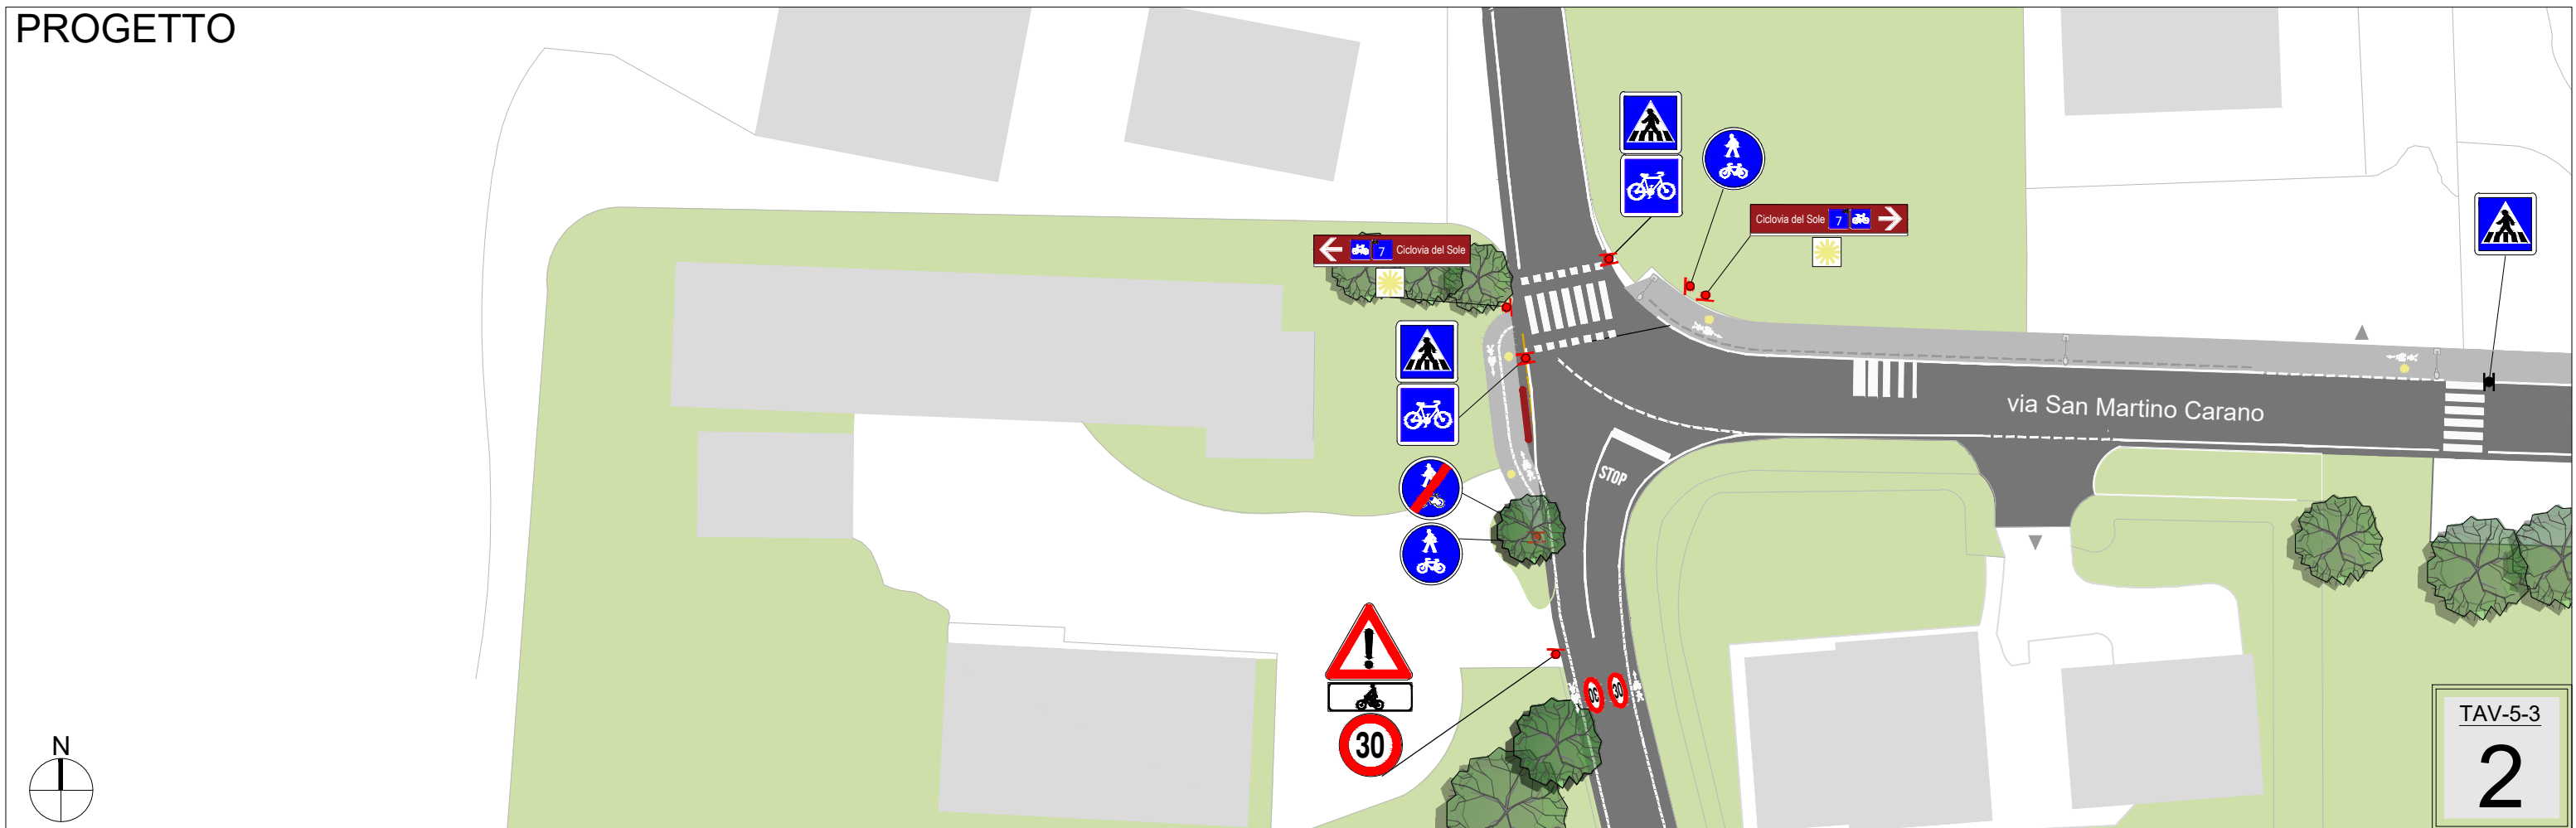 PROGETTO
Ciclovia del Sole 7
7 Ciclovia del Sole
via San Martino Carano
STOP
30
30
30
N
TAV-5-3
2